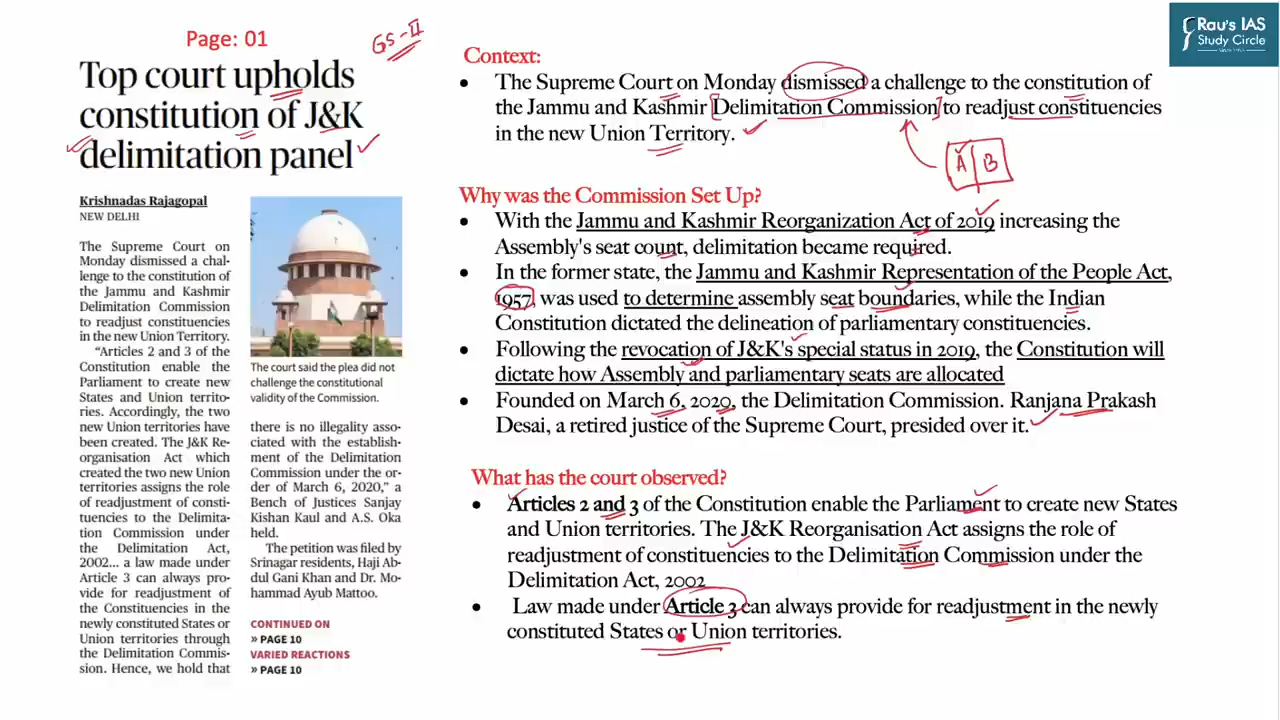 Page: 01
GS-II
Rau's IAS
Study Circle
Top court upholds
constitution of J&K
delimitation panel
Krishnadas Rajagopal
NEW DELHI
The Supreme Court on
Monday dismissed a chal-
lenge to the constitution of
the Jammu and Kashmir
Delimitation Commission
to readjust constituencies
in the new Union Territory.
“Articles 2 and 3 of the
Constitution enable the
Parliament to create new
States and Union territo-
ries. Accordingly, the two
new Union territories have
been created. The J&K Re-
organisation Act which
created the two new Union
territories assigns the role
of readjustment of consti-
tuencies to the Delimita-
tion Commission under
the Delimitation Act,
2002... a law made under
Article 3 can always pro-
vide for readjustment of
the Constituencies in the
newly constituted States or
Union territories through
the Delimitation Commis-
sion. Hence, we hold that
The court said the plea did not
challenge the constitutional
validity of the Commission.
there is no illegality asso-
ciated with the establish-
ment of the Delimitation
Commission under the or-
der of March 6, 2020,” a
Bench of Justices Sanjay
Kishan Kaul and A.S. Oka
held.
The petition was filed by
Srinagar residents, Haji Ab-
dul Gani Khan and Dr. Mo-
hammad Ayub Mattoo.
CONTINUED ON
» PAGE 10
VARIED REACTIONS
» PAGE 10
Context:
• The Supreme Court on Monday dismissed a challenge to the constitution of
the Jammu and Kashmir [Delimitation Commission] to readjust constituencies
in the new Union Territory.
A B
Why was the Commission Set Up?
• With the Jammu and Kashmir Reorganization Act of 2019 increasing the
Assembly's seat count, delimitation became required.
• In the former state, the Jammu and Kashmir Representation of the People Act,
1957, was used to determine assembly seat boundaries, while the Indian
Constitution dictated the delineation of parliamentary constituencies.
• Following the revocation of J&K's special status in 2019, the Constitution will
dictate how Assembly and parliamentary seats are allocated
• Founded on March 6, 2020, the Delimitation Commission. Ranjana Prakash
Desai, a retired justice of the Supreme Court, presided over it.
What has the court observed?
• Articles 2 and 3 of the Constitution enable the Parliament to create new States
and Union territories. The J&K Reorganisation Act assigns the role of
readjustment of constituencies to the Delimitation Commission under the
Delimitation Act, 2002
• Law made under Article 3 can always provide for readjustment in the newly
constituted States or Union territories.